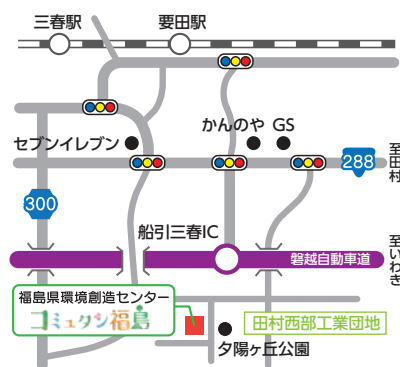 三春駅
要田駅
かんのや GS
セブンイレブン
288
至田村
300
船引三春IC
至いわき
磐越自動車道
福島県環境創造センター
コミュタン福島
田村西部工業団地
夕陽ヶ丘公園